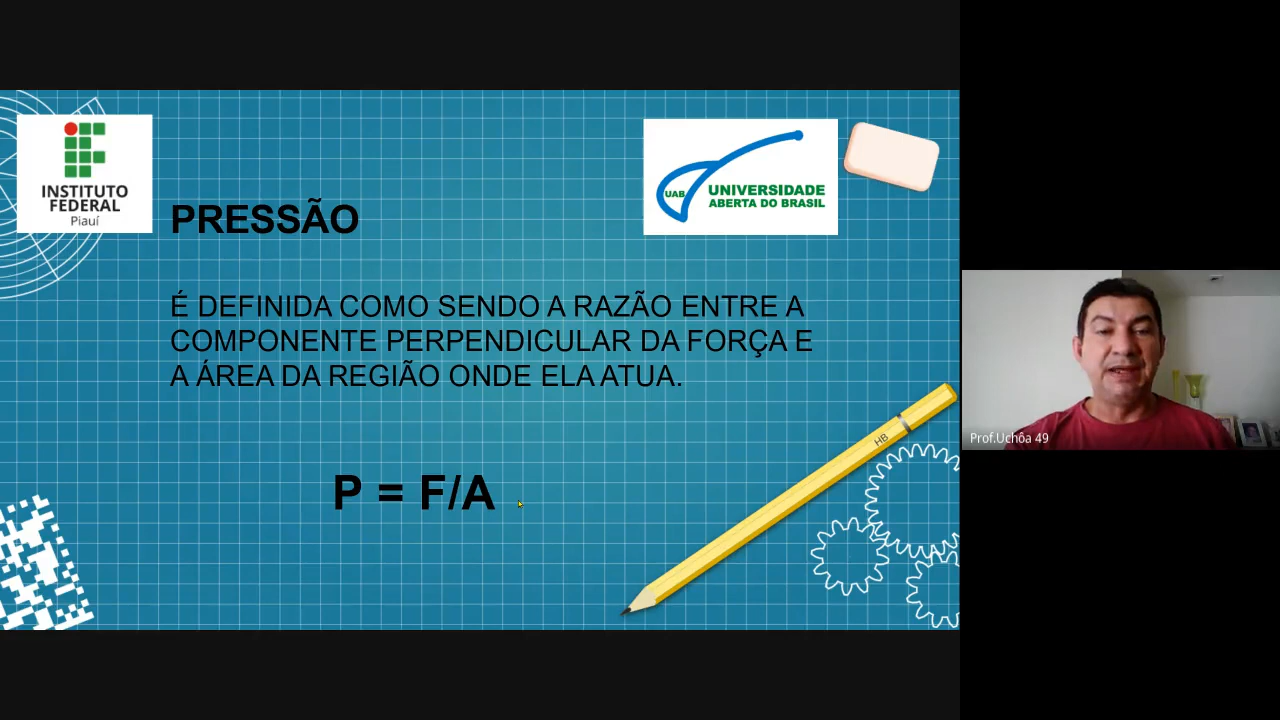 INSTITUTO
FEDERAL
Piauí
UAB
UNIVERSIDADE
ABERTA DO BRASIL
PRESSÃO
É DEFINIDA COMO SENDO A RAZÃO ENTRE A
COMPONENTE PERPENDICULAR DA FORÇA E
A ÁREA DA REGIÃO ONDE ELA ATUA.
P = F/A
HB
Prof.Uchôa 49